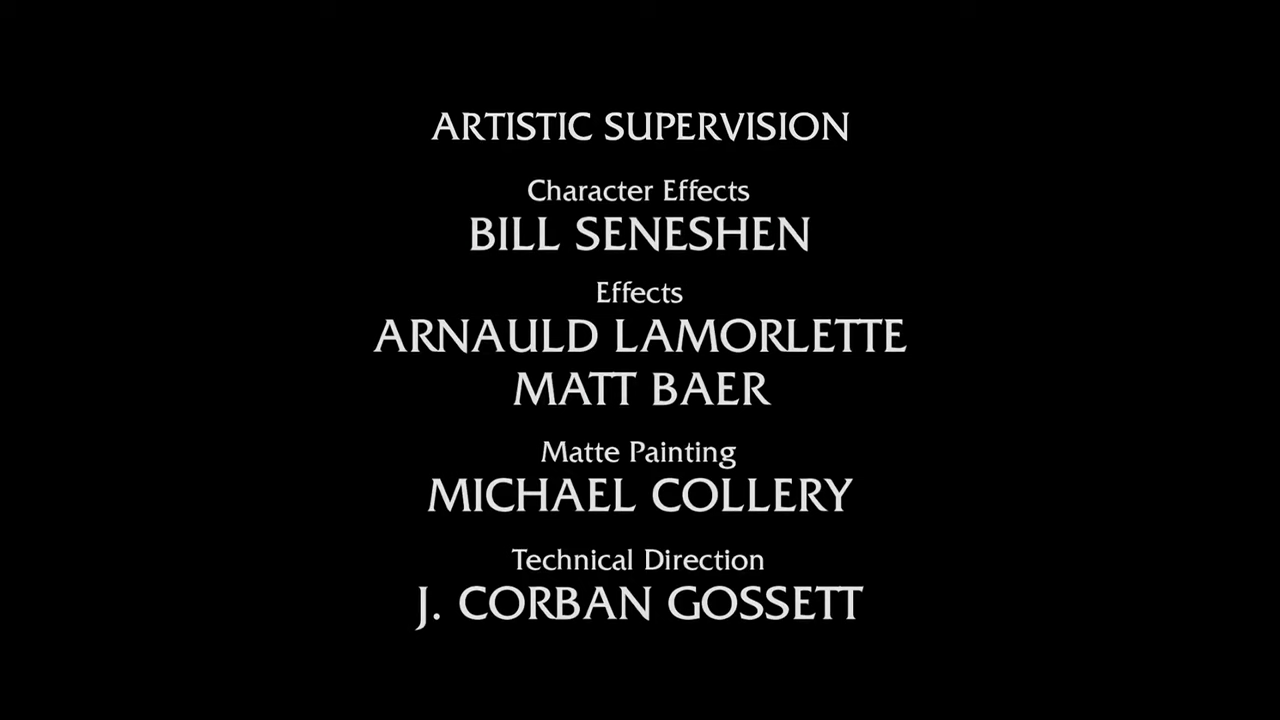 ARTISTIC SUPERVISION
Character Effects
BILL SENESHEN
Effects
ARNAULD LAMORLETTE
MATT BAER
Matte Painting
MICHAEL COLLERY
Technical Direction
J. CORBAN GOSSETT